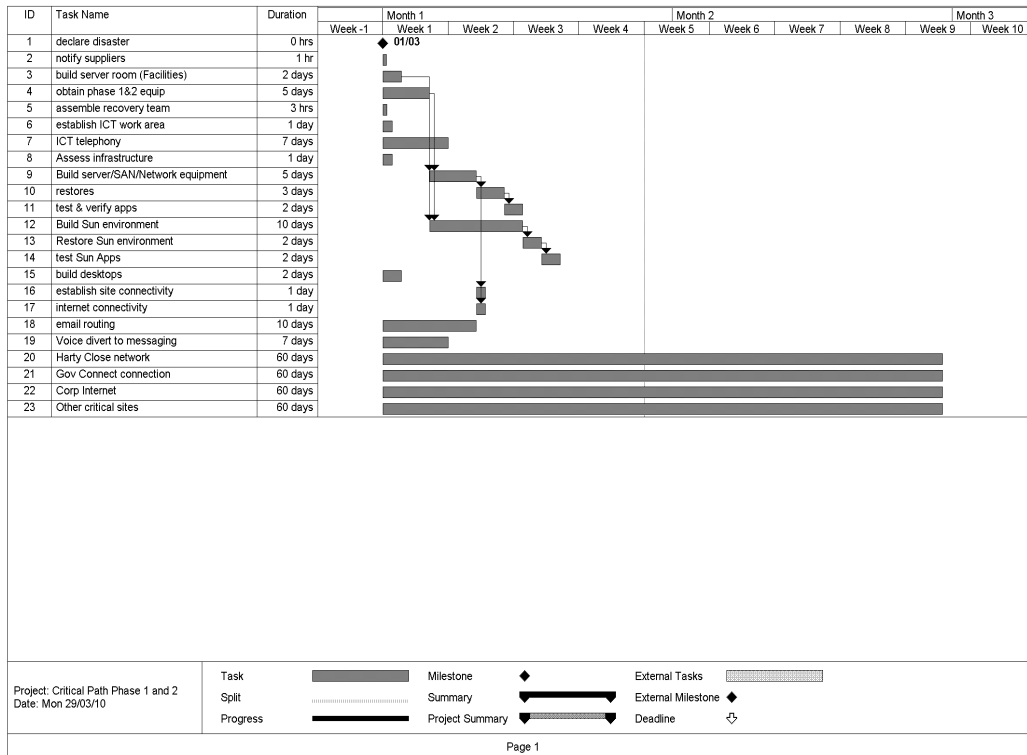 ID Task Name Duration Month 1 Month 2 Month 3
Week -1 Week 1 Week 2 Week 3 Week 4 Week 5 Week 6 Week 7 Week 8 Week 9 Week 10
1 declare disaster 0 hrs 01/03
2 notify suppliers 1 hr
3 build server room (Facilities) 2 days
4 obtain phase 1&2 equip 5 days
5 assemble recovery team 3 hrs
6 establish ICT work area 1 day
7 ICT telephony 7 days
8 Assess infrastructure 1 day
9 Build server/SAN/Network equipment 5 days
10 restores 3 days
11 test & verify apps 2 days
12 Build Sun environment 10 days
13 Restore Sun environment 2 days
14 test Sun Apps 2 days
15 build desktops 2 days
16 establish site connectivity 1 day
17 internet connectivity 1 day
18 email routing 10 days
19 Voice divert to messaging 7 days
20 Harty Close network 60 days
21 Gov Connect connection 60 days
22 Corp Internet 60 days
23 Other critical sites 60 days
Project: Critical Path Phase 1 and 2
Date: Mon 29/03/10
Task Milestone External Tasks
Split Summary External Milestone
Progress Project Summary Deadline
Page 1